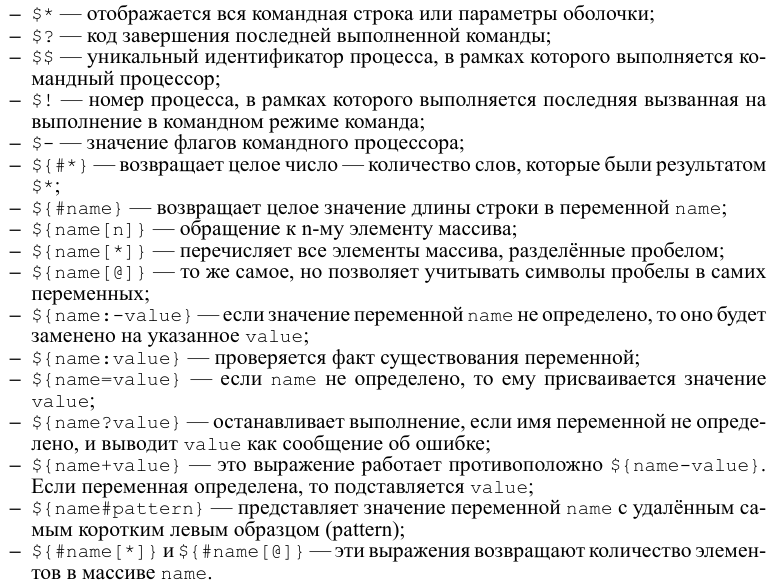 – $* — отображается вся командная строка или параметры оболочки;
– $? — код завершения последней выполненной команды;
– $$ — уникальный идентификатор процесса, в рамках которого выполняется ко-
мандный процессор;
– $! — номер процесса, в рамках которого выполняется последняя вызванная на
выполнение в командном режиме команда;
– $- — значение флагов командного процессора;
– ${#*} — возвращает целое число — количество слов, которые были результатом
$*;
– ${#name} — возвращает целое значение длины строки в переменной name;
– ${name[n]} — обращение к n-му элементу массива;
– ${name[*]} — перечисляет все элементы массива, разделённые пробелом;
– ${name[@]} — то же самое, но позволяет учитывать символы пробелы в самих
переменных;
– ${name:-value} — если значение переменной name не определено, то оно будет
заменено на указанное value;
– ${name:value} — проверяется факт существования переменной;
– ${name=value} — если name не определено, то ему присваивается значение
value;
– ${name?value} — останавливает выполнение, если имя переменной не опреде-
лено, и выводит value как сообщение об ошибке;
– ${name+value} — это выражение работает противоположно ${name-value}.
Если переменная определена, то подставляется value;
– ${name#pattern} — представляет значение переменной name с удалённым са-
мым коротким левым образцом (pattern);
– ${#name[*]} и ${#name[@]} — эти выражения возвращают количество элемен-
тов в массиве name.